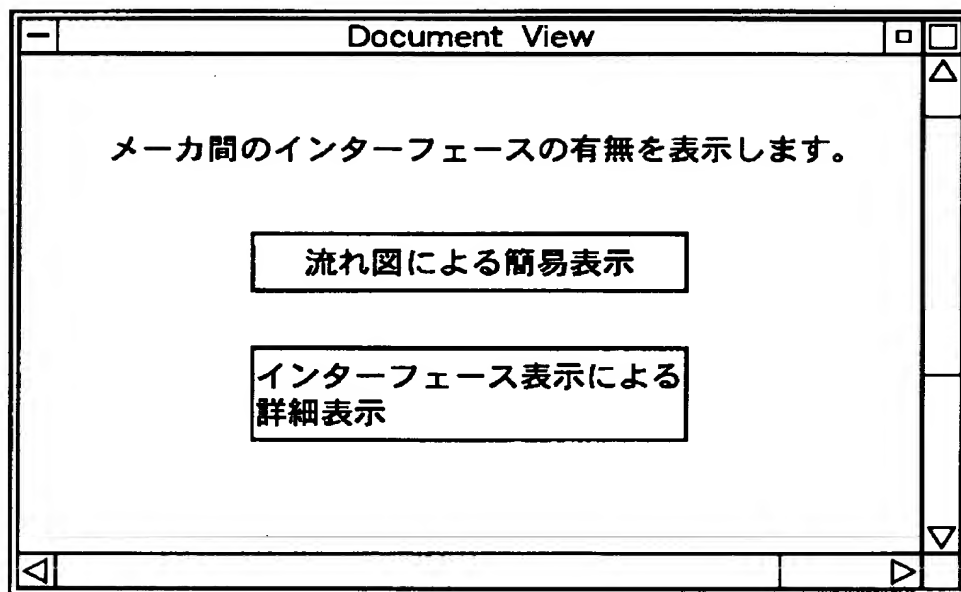 Document View
メーカ間のインターフェースの有無を表示します。
流れ図による簡易表示
インターフェース表示による
詳細表示